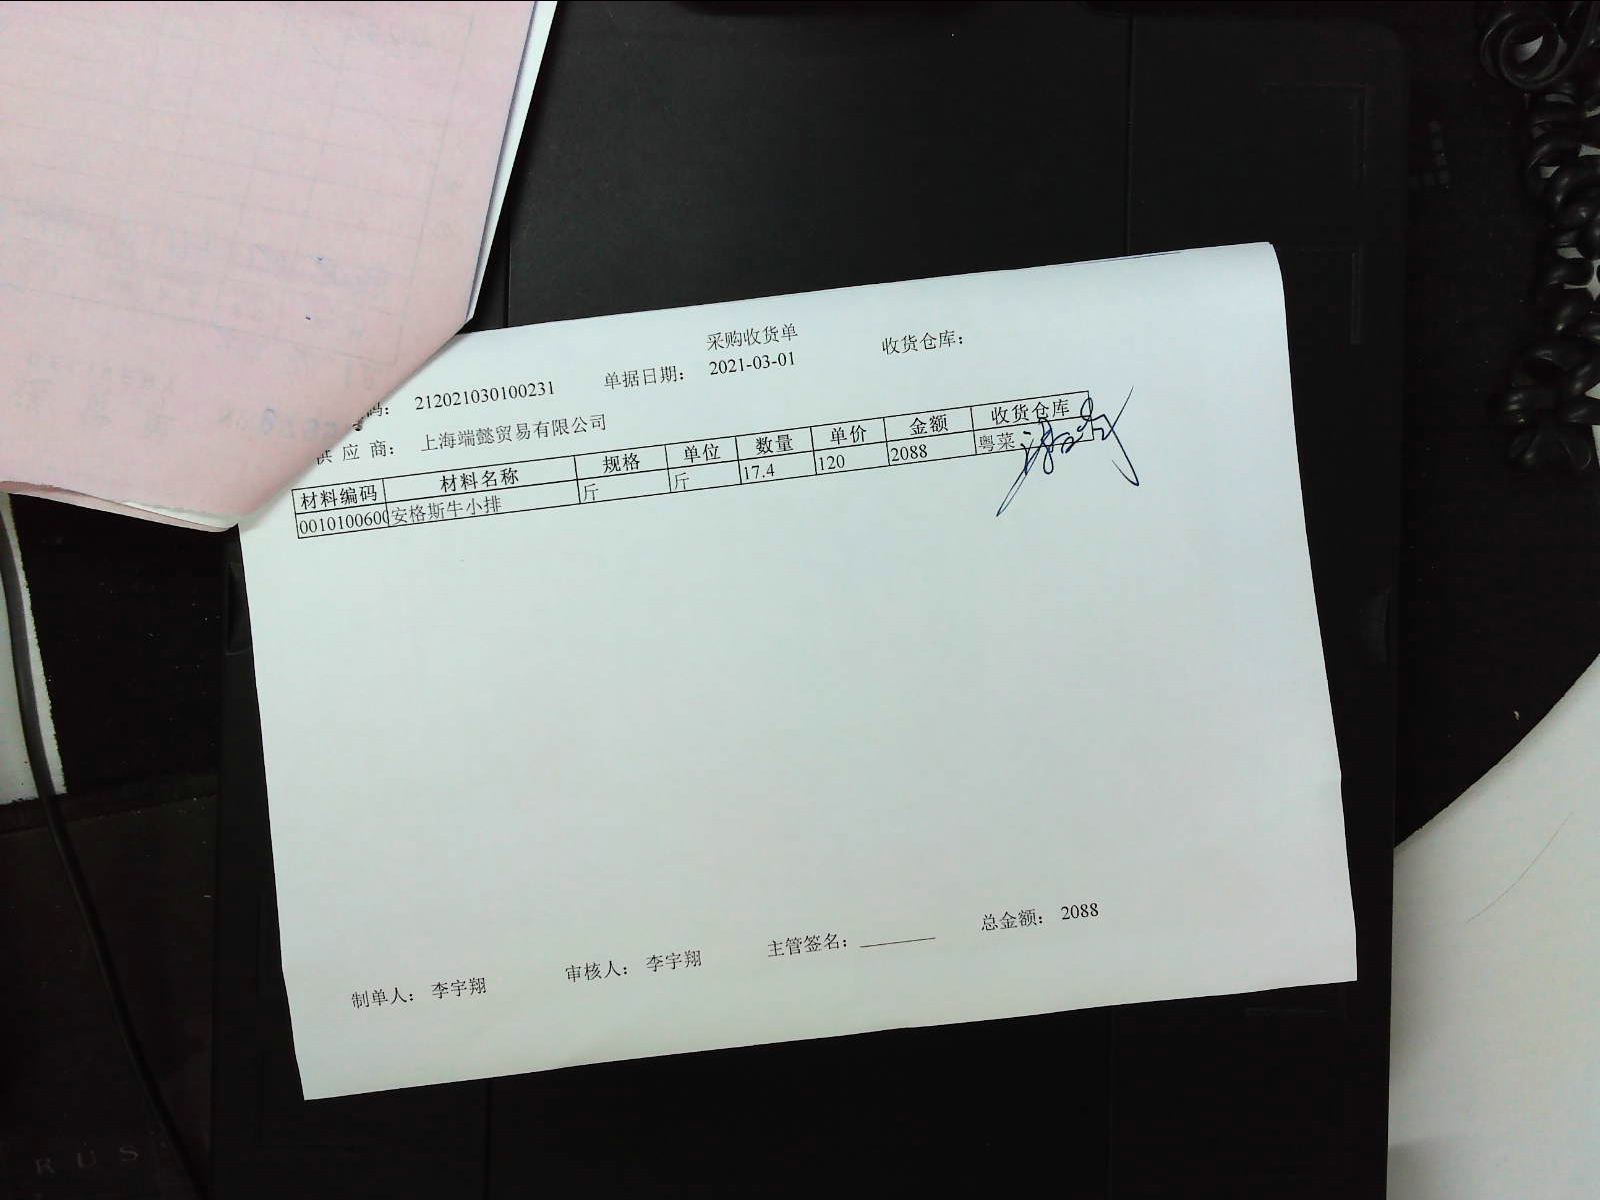 采购收货单
码： 212021030100231 单据日期： 2021-03-01 收货仓库：
供应商： 上海端懿贸易有限公司
材料编码 材料名称 规格 单位 数量 单价 金额 收货仓库
0010100600 安格斯牛小排 斤 斤 17.4 120 2088 粤菜
制单人： 李宇翔 审核人： 李宇翔 主管签名： 总金额： 2088
RUS